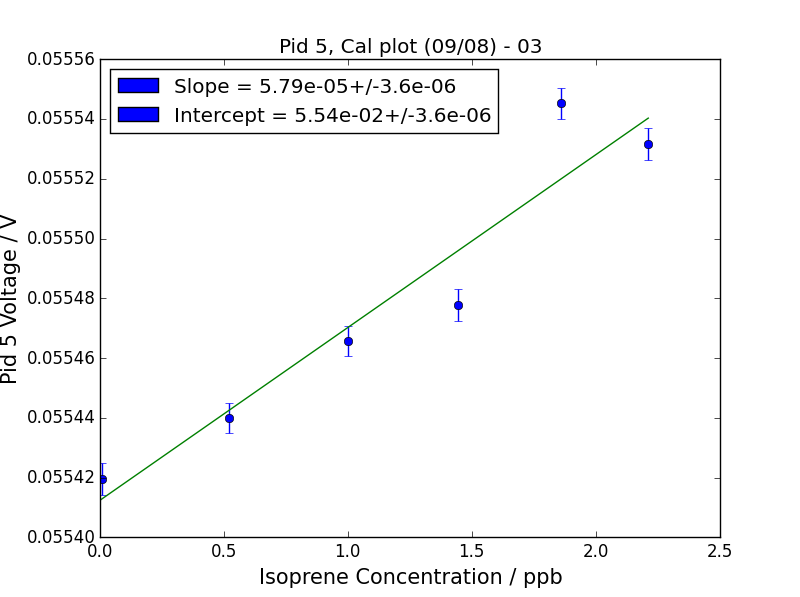 Pid 5, Cal plot (09/08) - 03
Slope = 5.79e-05+/-3.6e-06
Intercept = 5.54e-02+/-3.6e-06
Pid 5 Voltage / V
0.05556
0.05554
0.05552
0.05550
0.05548
0.05546
0.05544
0.05542
0.05540
0.0 0.5 1.0 1.5 2.0 2.5
Isoprene Concentration / ppb